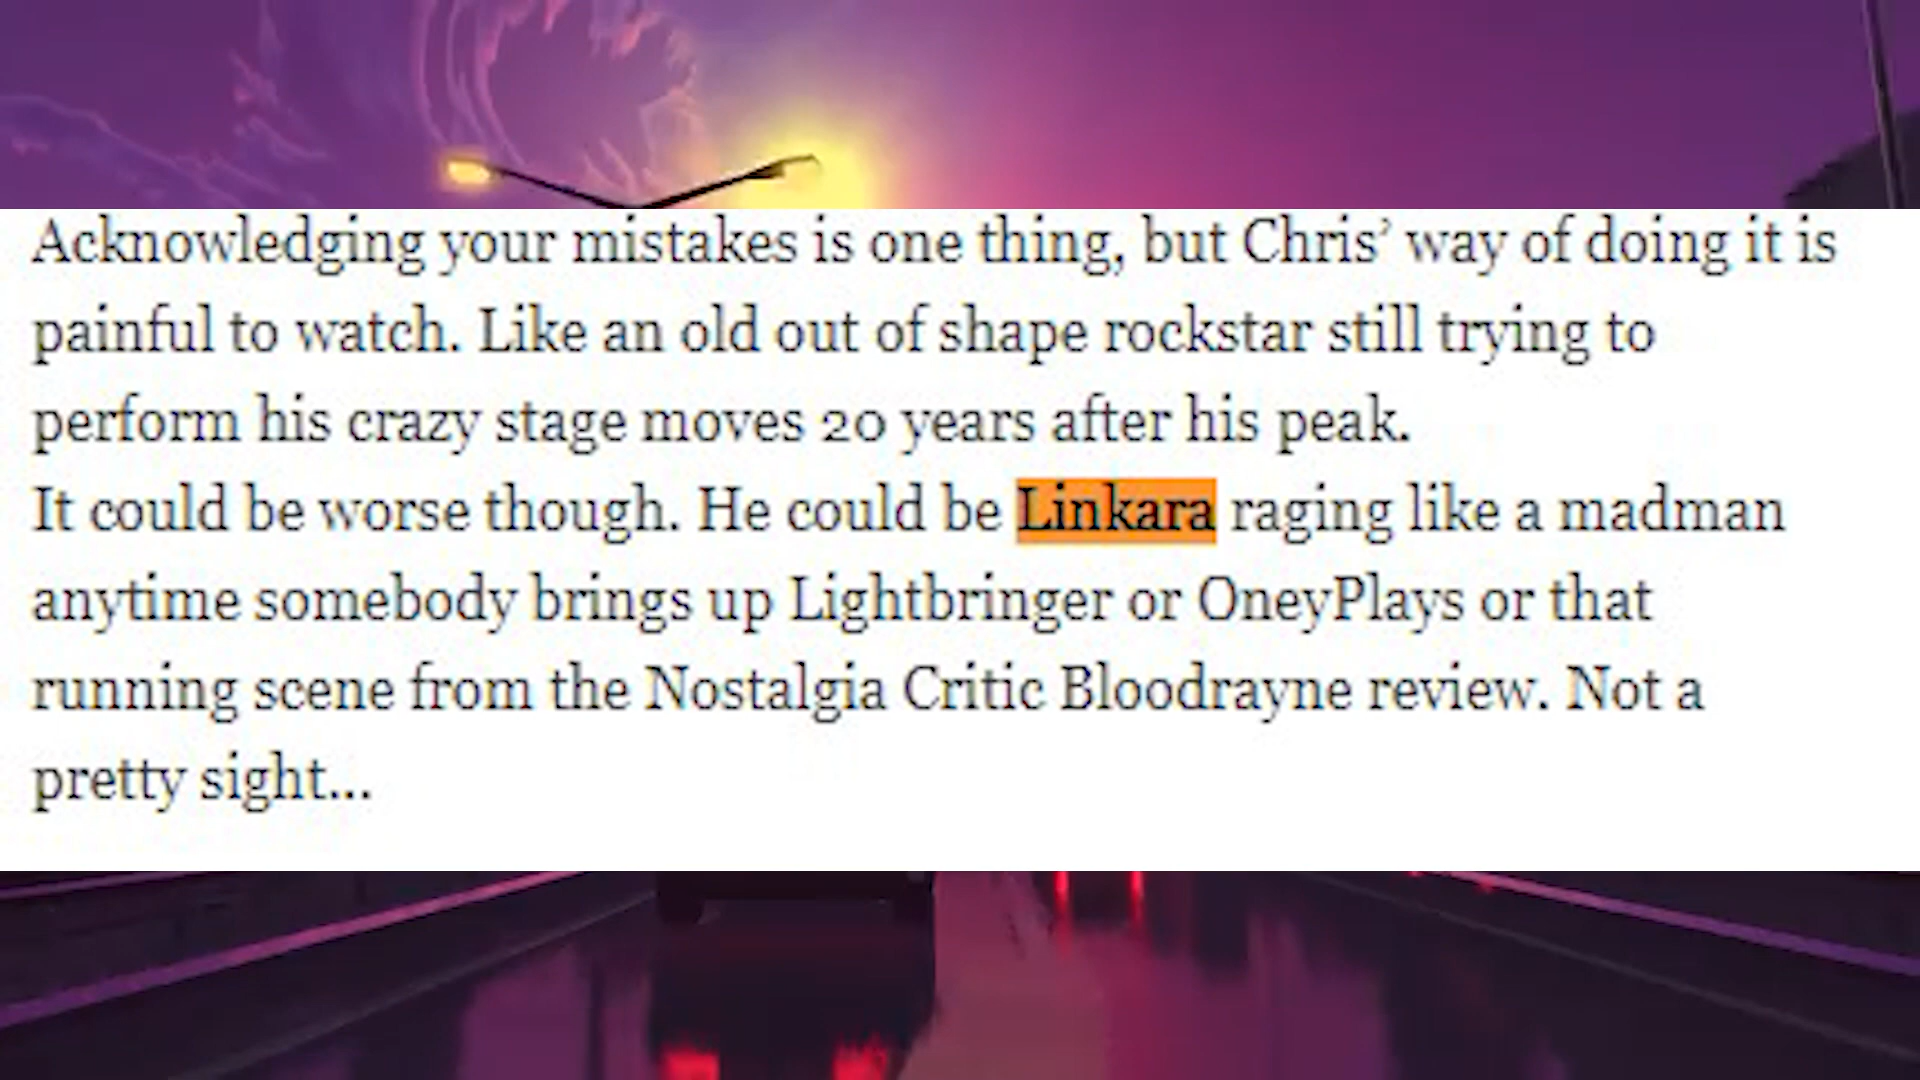 Acknowledging your mistakes is one thing, but Chris’ way of doing it is
painful to watch. Like an old out of shape rockstar still trying to
perform his crazy stage moves 20 years after his peak.
It could be worse though. He could be Linkara raging like a madman
anytime somebody brings up Lightbringer or OneyPlays or that
running scene from the Nostalgia Critic Bloodrayne review. Not a
pretty sight...